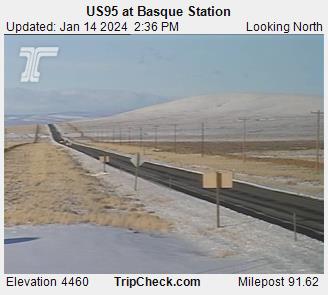 US95 at Basque Station
Updated: Jan 14 2024 2:36 PM Looking North
Elevation 4460 TripCheck.com Milepost 91.62